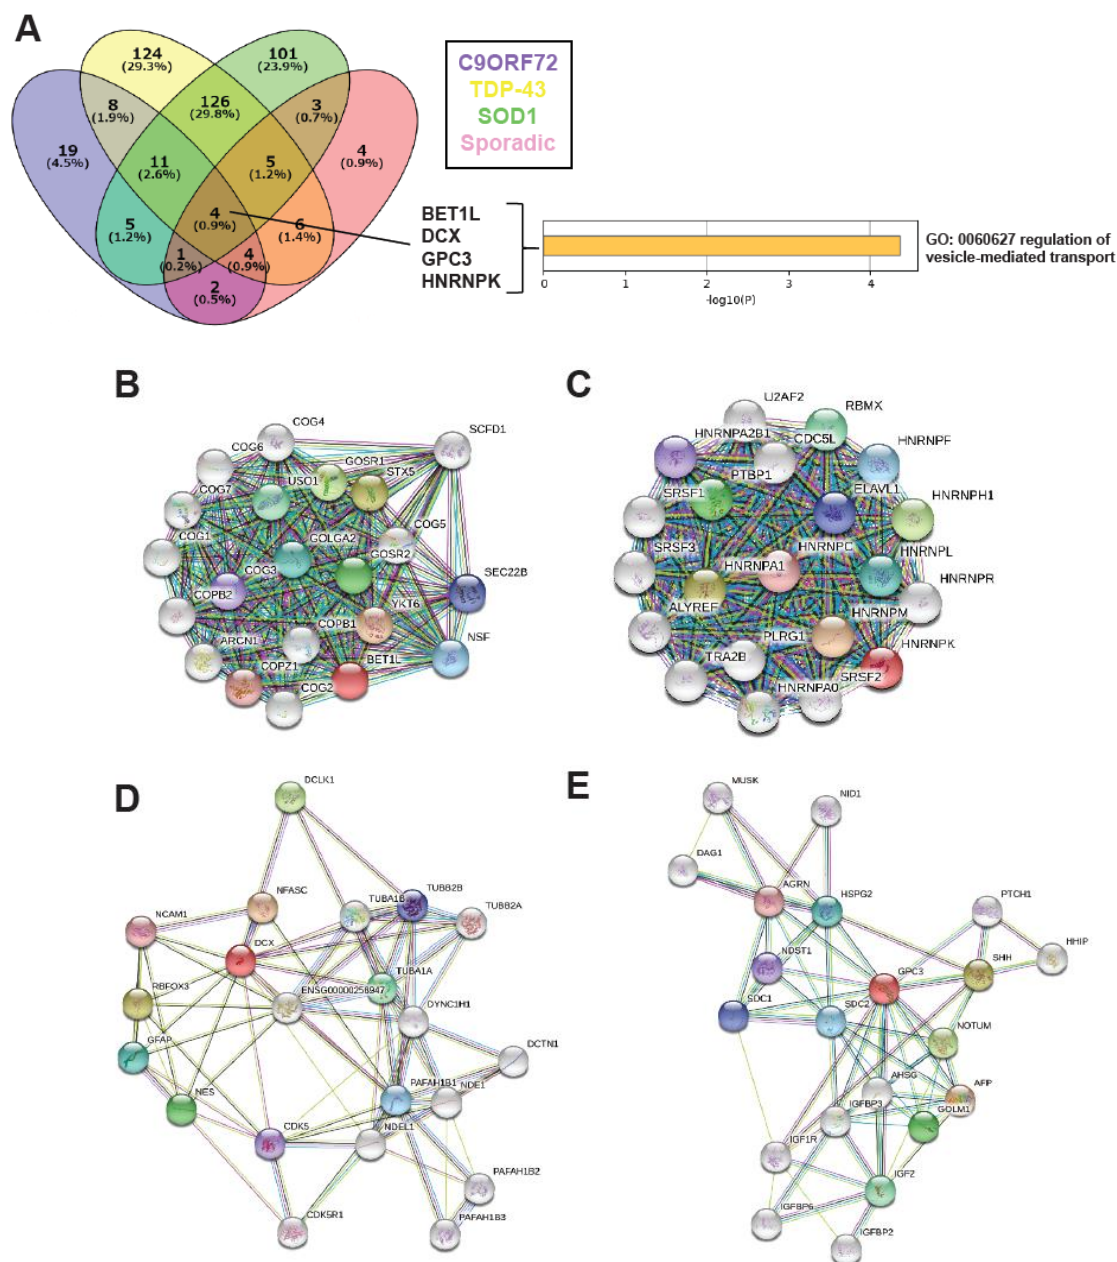 A
124
(29.3%)
101
(23.9%)
8
(1.9%)
126
(29.8%)
3
(0.7%)
19
(4.5%)
11
(2.6%)
5
(1.2%)
4
(0.9%)
5
(1.2%)
4
(0.9%)
6
(1.4%)
1
(0.2%)
4
(0.9%)
2
(0.5%)
C9ORF72
TDP-43
SOD1
Sporadic
BET1L
DCX
GPC3
HNRNPK
0
1
2
3
4
-log10(P)
GO: 0060627 regulation of
vesicle-mediated transport
B
COG4
SCFD1
COG6
GOSR1
COG7
USO1
STX5
COG1
GOLGA2
COG5
COG3
GOSR2
SEC22B
COPB2
YKT6
ARCN1
COPB1
NSF
COPZ1
BET1L
COG2
C
U2AF2
RBMX
HNRNPA2B1
CDC5L
HNRNPF
PTBP1
SRSF1
ELAVL1
HNRNPH1
SRSF3
HNRNPC
HNRNPL
HNRNPA1
HNRNPR
ALYREF
HNRNPM
PLRG1
HNRNPK
TRA2B
SRSF2
HNRNPA0
D
DCLK1
NFASC
TUBA1B
TUBB2B
TUBB2A
NCAM1
DCX
TUBA1A
RBFOX3
ENSG00000258947
DYNC1H1
GFAP
DCTN1
NES
PAFAH1B1
NDE1
CDK5
NDEL1
PAFAH1B2
CDK5R1
PAFAH1B3
E
MUSK
NID1
DAG1
AGRN
HSPG2
PTCH1
HHIP
NDST1
GPC3
SHH
SDC1
SDC2
NOTUM
AHSG
AFP
IGFBP3
GOLM1
IGF1R
IGF2
IGFBP6
IGFBP2